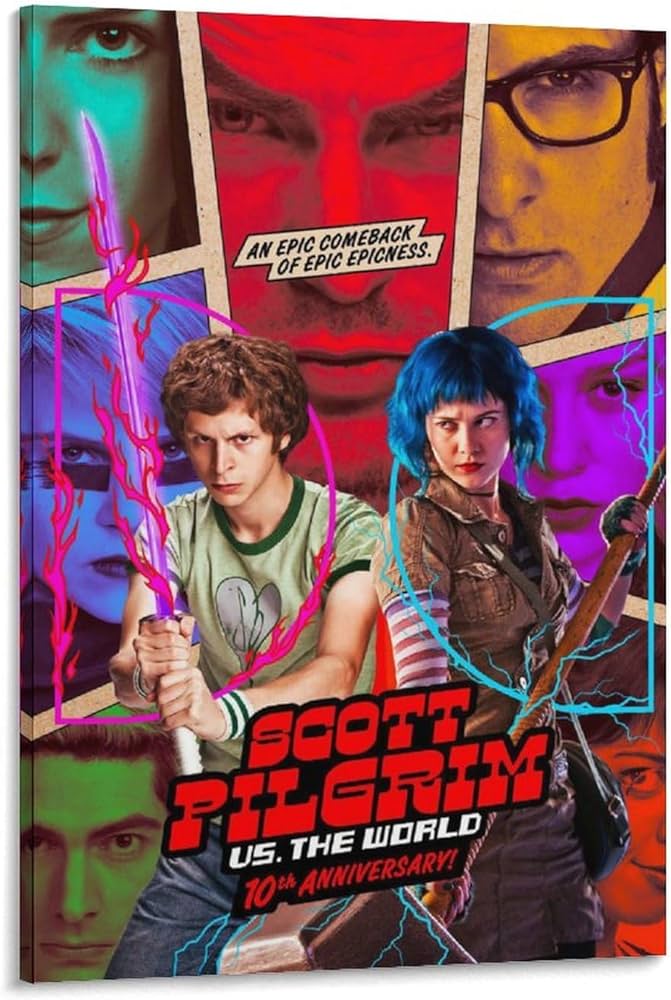 AN EPIC COMEBACK
OF EPIC EPICNESS.
SCOTT
PILGRIM
VS. THE WORLD
10th ANNIVERSARY!